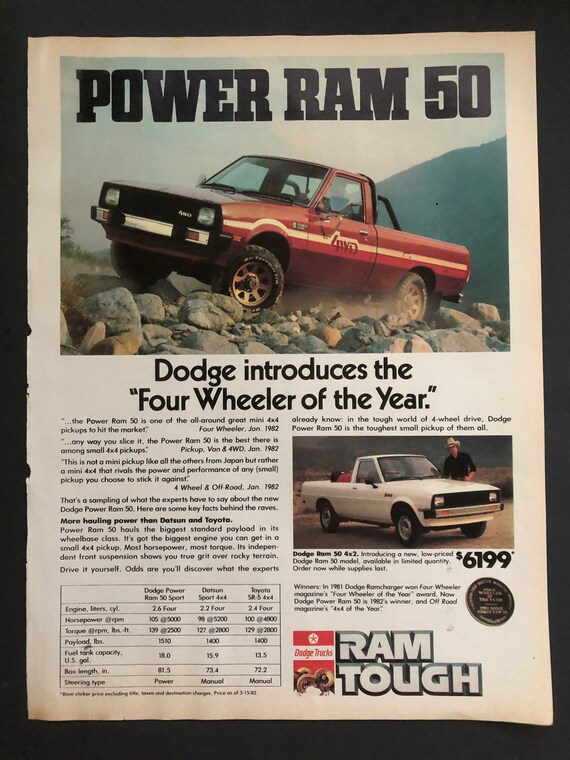 POWER RAM 50
4WD
4WD
Dodge introduces the
"Four Wheeler of the Year."
"...the Power Ram 50 is one of the all-around great mini 4x4
pickups to hit the market." Four Wheeler, Jan. 1982
"...any way you slice it, the Power Ram 50 is the best there is
among small 4x4 pickups." Pickup, Van & 4WD, Jan. 1982
"This is not a mini pickup like all the others from Japan but rather
a mini 4x4 that rivals the power and performance of any (small)
pickup you choose to stick it against."
4 Wheel & Off-Road, Jan. 1982
That's a sampling of what the experts have to say about the new
Dodge Power Ram 50. Here are some key facts behind the raves.
More hauling power than Datsun and Toyota.
Power Ram 50 hauls the biggest standard payload in its
wheelbase class. It's got the biggest engine you can get in a
small 4x4 pickup. Most horsepower, most torque. Its indepen-
dent front suspension shows you true grit over rocky terrain.
Drive it yourself. Odds are you'll discover what the experts
already know: in the tough world of 4-wheel drive, Dodge
Power Ram 50 is the toughest small pickup of them all.
Dodge Ram 50 4x2. Introducing a new, low-priced
Dodge Ram 50 model, available in limited quantity.
Order now while supplies last.
$6199*
Winners: In 1981 Dodge Ramcharger won Four Wheeler
magazine's "Four Wheeler of the Year" award. Now
Dodge Power Ram 50 is 1982's winner, and Off Road
magazine's "4x4 of the Year."
Dodge Power Ram 50 Sport Datsun Sport 4x4 Toyota SR-5 4x4
Engine, liters, cyl. 2.6 Four 2.2 Four 2.4 Four
Horsepower @rpm 105 @5000 98 @5200 100 @4800
Torque @rpm, lbs.-ft. 139 @2500 127 @2800 129 @2800
Payload, lbs. 1510 1400 1400
Fuel tank capacity, U.S. gal. 18.0 15.9 13.5
Box length, in. 81.5 73.4 72.2
Steering type Power Manual Manual
*Base sticker price excluding title, taxes and destination charges. Price as of 3-15-82.
Dodge Trucks
RAM
TOUGH